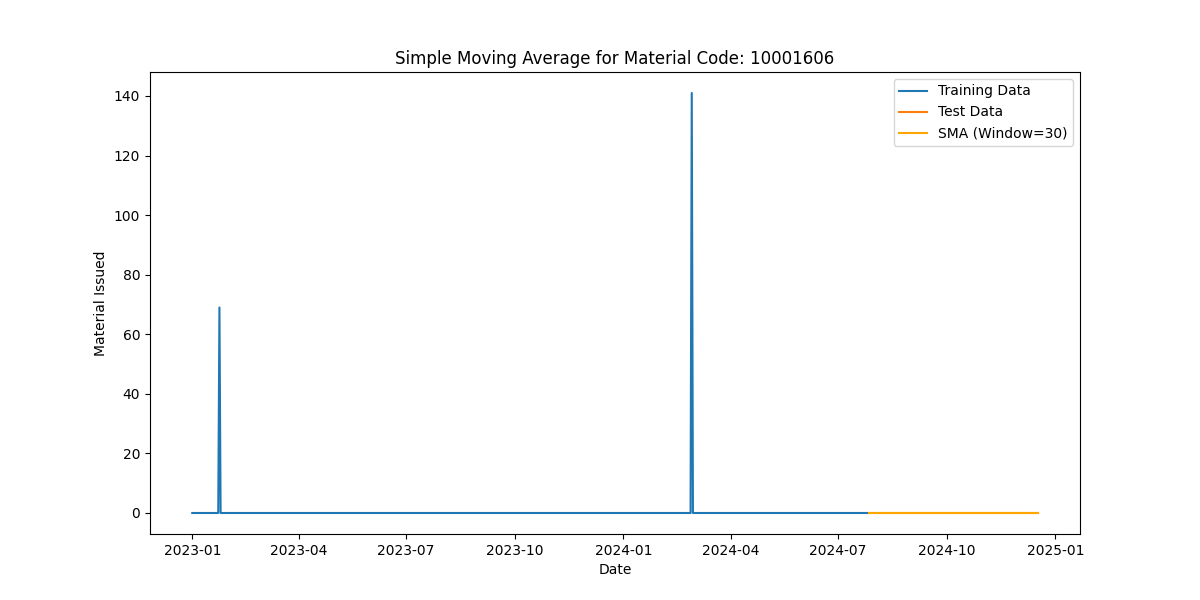 Simple Moving Average for Material Code: 10001606
Training Data
Test Data
SMA (Window=30)
Material Issued
140
120
100
80
60
40
20
0
2023-01 2023-04 2023-07 2023-10 2024-01 2024-04 2024-07 2024-10 2025-01
Date